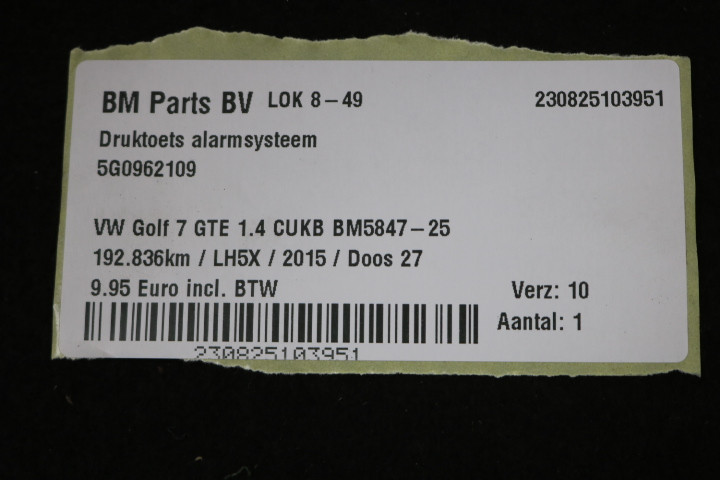 BM Parts BV LOK 8-49 230825103951
Druktoets alarmsysteem
5G0962109
VW Golf 7 GTE 1.4 CUKB BM5847-25
192.836km / LH5X / 2015 / Doos 27
9.95 Euro incl. BTW Verz: 10
Aantal: 1
230825103951